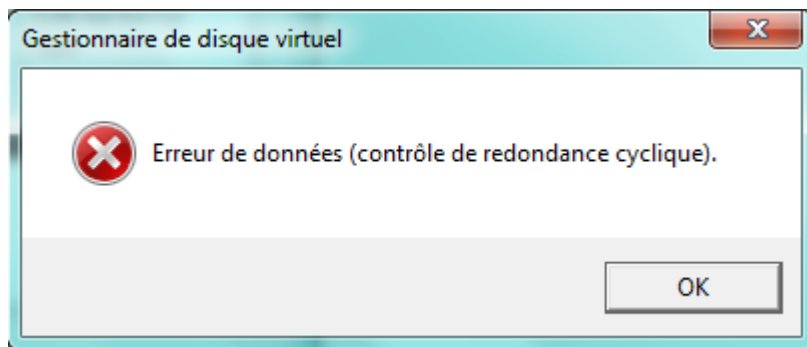 Gestionnaire de disque virtuel
Erreur de données (contrôle de redondance cyclique).
OK